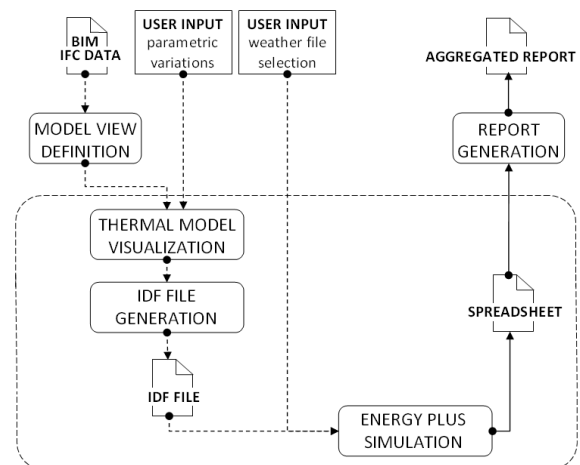 BIM
IFC DATA
USER INPUT
parametric
variations
USER INPUT
weather file
selection
AGGREGATED REPORT
MODEL VIEW
DEFINITION
REPORT
GENERATION
THERMAL MODEL
VISUALIZATION
IDF FILE
GENERATION
SPREADSHEET
IDF FILE
ENERGY PLUS
SIMULATION